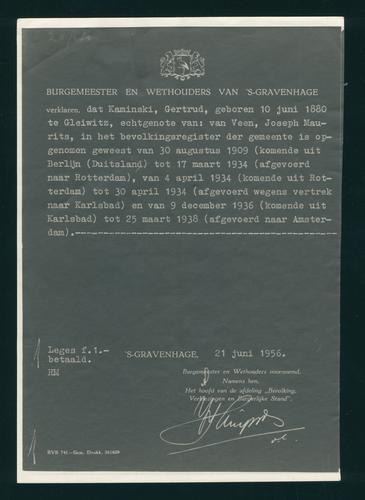 BURGEMEESTER EN WETHOUDERS VAN 'S-GRAVENHAGE
verklaren, dat Kaminski, Gertrud, geboren 10 juni 1880
te Gleiwitz, echtgenote van: van Veen, Joseph Mau-
rits, in het bevolkingsregister der gemeente is op-
genomen geweest van 30 augustus 1909 (komende uit
Berlijn (Duitsland) tot 17 maart 1934 (afgevoerd
naar Rotterdam), van 4 april 1934 (komende uit Rot-
terdam) tot 30 april 1934 (afgevoerd wegens vertrek
naar Karlsbad) en van 9 december 1936 (komende uit
Karlsbad) tot 25 maart 1938 (afgevoerd naar Amster-
dam).
Leges f.1.-
betaald.
'S-GRAVENHAGE, 21 juni 1956.
HM
Burgemeester en Wethouders voornoemd,
Namens hen,
Het hoofd van de afdeling „Bevolking,
Verkiezingen en Burgerlijke Stand".
BVB 741.-Gem. Drukk.